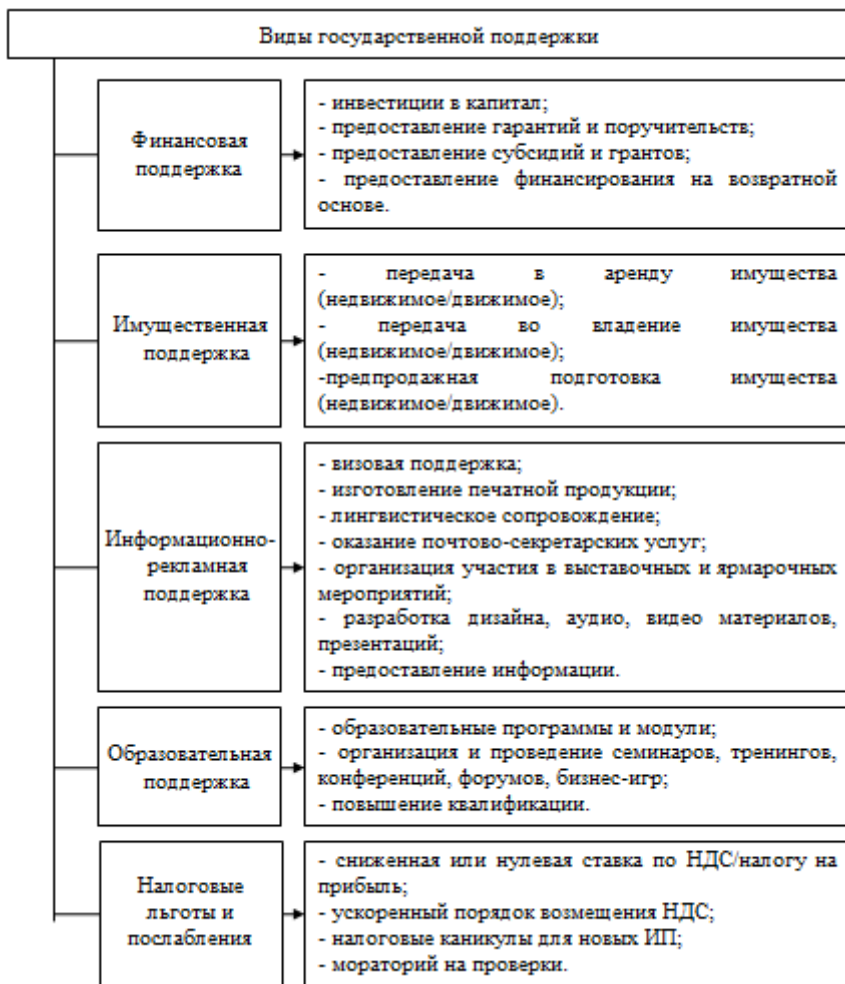 Виды государственной поддержки
Финансовая
поддержка
- инвестиции в капитал;
- предоставление гарантий и поручительств;
- предоставление субсидий и грантов;
- предоставление финансирования на возвратной
основе.
Имущественная
поддержка
- передача в аренду имущества
(недвижимое/движимое);
- передача во владение имущества
(недвижимое/движимое);
-предпродажная подготовка имущества
(недвижимое/движимое).
Информационно-
рекламная
поддержка
- визовая поддержка;
- изготовление печатной продукции;
- лингвистическое сопровождение;
- оказание почтово-секретарских услуг;
- организация участия в выставочных и ярмарочных
мероприятий;
- разработка дизайна, аудио, видео материалов,
презентаций;
- предоставление информации.
Образовательная
поддержка
- образовательные программы и модули;
- организация и проведение семинаров, тренингов,
конференций, форумов, бизнес-игр;
- повышение квалификации.
Налоговые
льготы и
послабления
- сниженная или нулевая ставка по НДС/налогу на
прибыль;
- ускоренный порядок возмещения НДС;
- налоговые каникулы для новых ИП;
- мораторий на проверки.